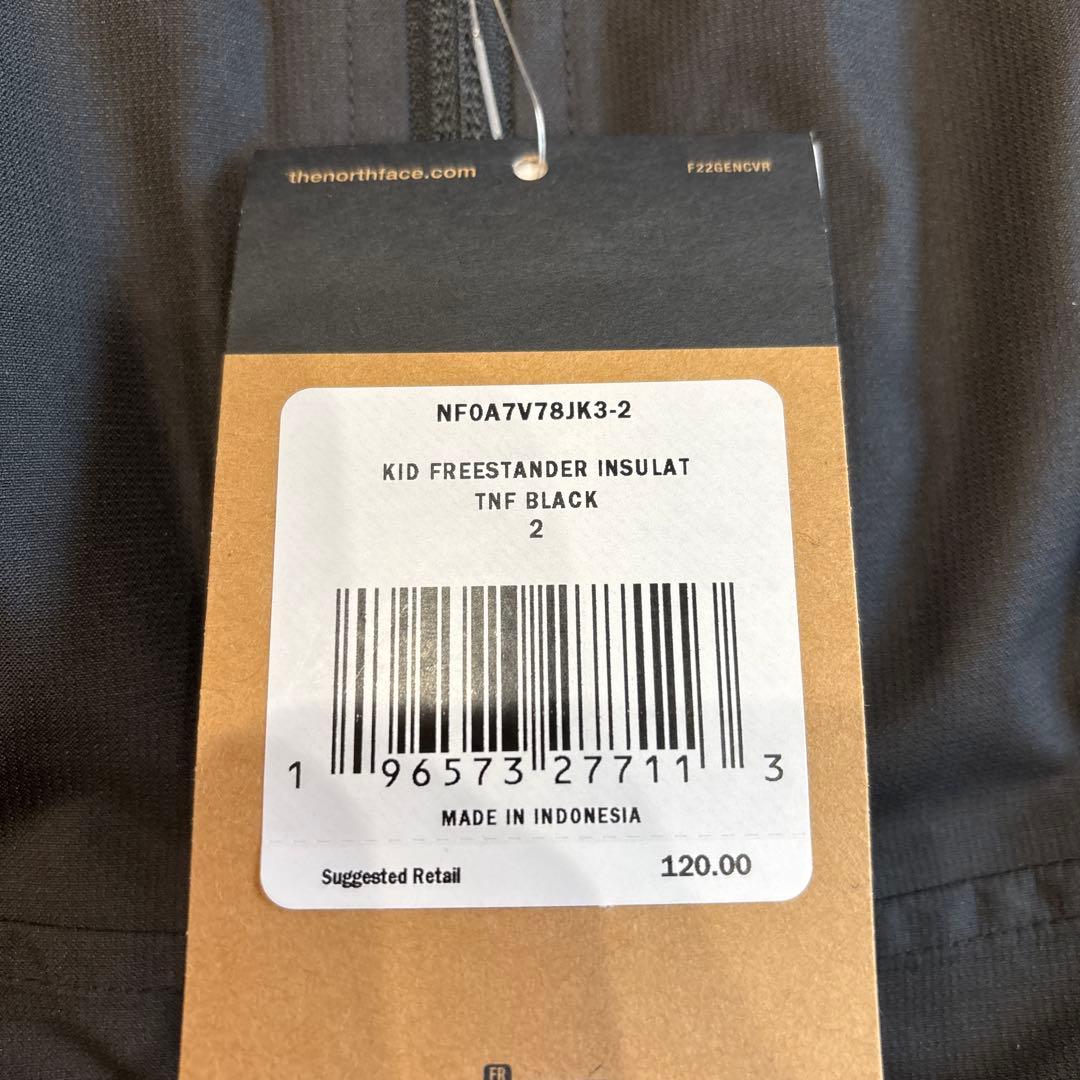 thenorthface.com F22GENCVR
NF0A7V78JK3-2
KID FREESTANDER INSULAT
TNF BLACK
2
1 96573 27711 3
MADE IN INDONESIA
Suggested Retail 120.00
FR